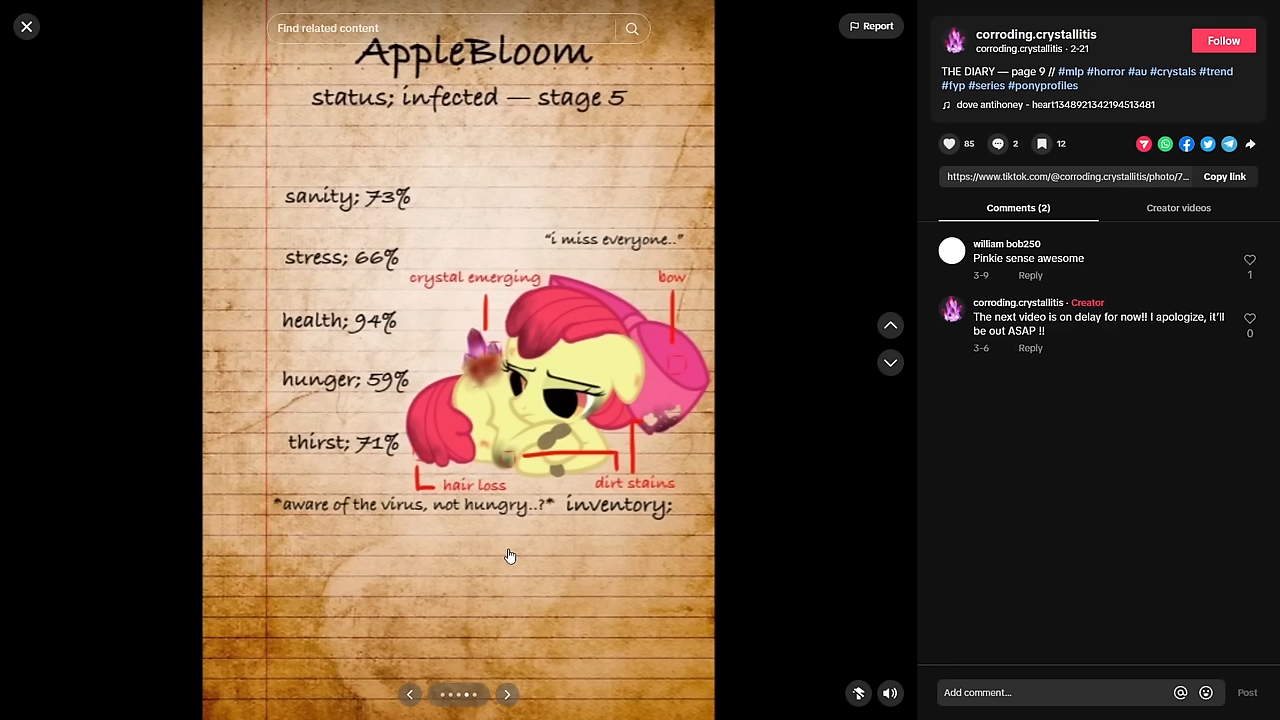 Find related content
Report
AppleBloom
status; infected — stage 5
sanity; 73%
stress; 66%
"i miss everyone.."
crystal emerging
bow
health; 94%
hunger; 59%
thirst; 71%
hair loss
dirt stains
*aware of the virus, not hungry..?*
inventory;
corroding.crystallitis
corroding.crystallitis · 2-21
Follow
THE DIARY — page 9 // #mlp #horror #au #crystals #trend
#fyp #series #ponyprofiles
dove antihoney - heart1348921342194513481
85
2
12
https://www.tiktok.com/@corroding.crystallitis/photo/7...
Copy link
Comments (2)
Creator videos
william bob250
Pinkie sense awesome
3-9
Reply
1
corroding.crystallitis · Creator
The next video is on delay for now!! I apologize, it'll
be out ASAP !!
3-6
Reply
0
Add comment...
Post